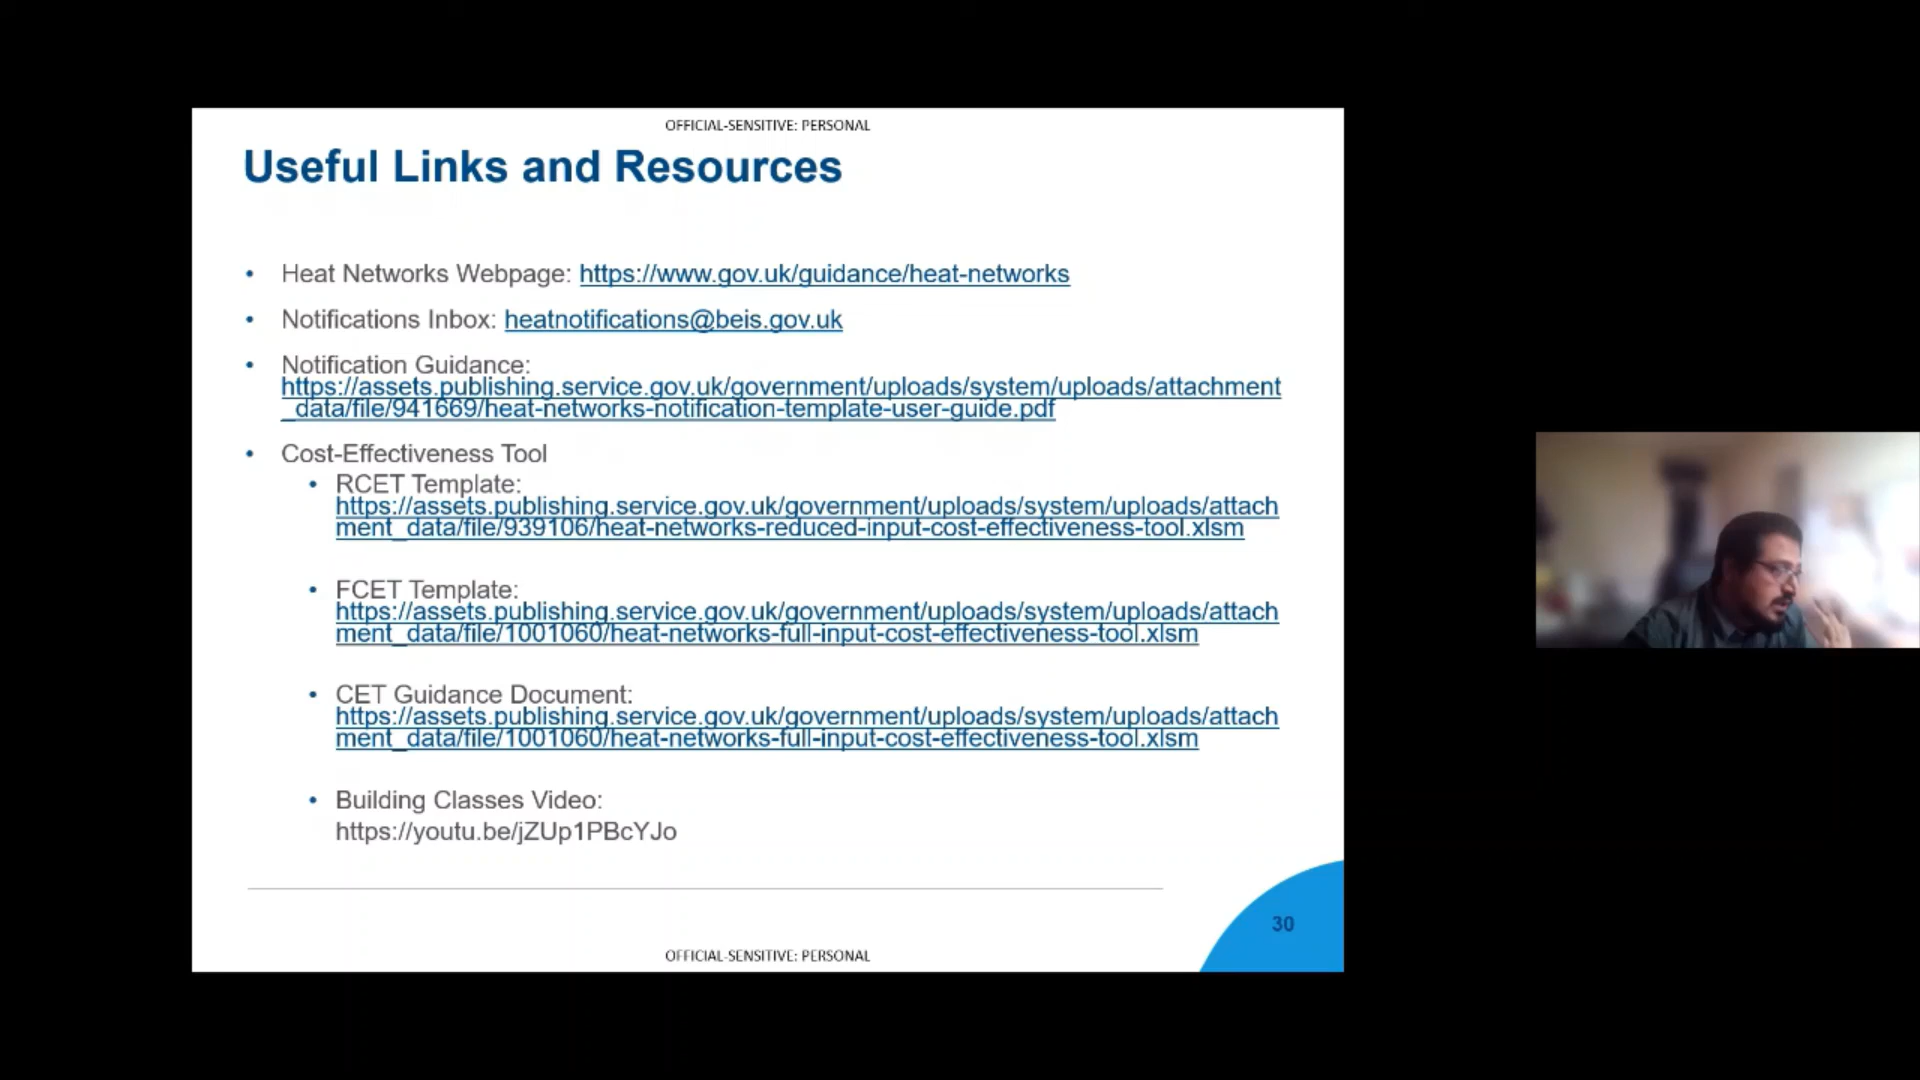 OFFICIAL-SENSITIVE: PERSONAL
Useful Links and Resources
• Heat Networks Webpage: https://www.gov.uk/guidance/heat-networks
• Notifications Inbox: heatnotifications@beis.gov.uk
• Notification Guidance:
https://assets.publishing.service.gov.uk/government/uploads/system/uploads/attachment
_data/file/941669/heat-networks-notification-template-user-guide.pdf
• Cost-Effectiveness Tool
• RCET Template:
https://assets.publishing.service.gov.uk/government/uploads/system/uploads/attach
ment_data/file/939106/heat-networks-reduced-input-cost-effectiveness-tool.xlsm
• FCET Template:
https://assets.publishing.service.gov.uk/government/uploads/system/uploads/attach
ment_data/file/1001060/heat-networks-full-input-cost-effectiveness-tool.xlsm
• CET Guidance Document:
https://assets.publishing.service.gov.uk/government/uploads/system/uploads/attach
ment_data/file/1001060/heat-networks-full-input-cost-effectiveness-tool.xlsm
• Building Classes Video:
https://youtu.be/jZUp1PBcYJo
30
OFFICIAL-SENSITIVE: PERSONAL